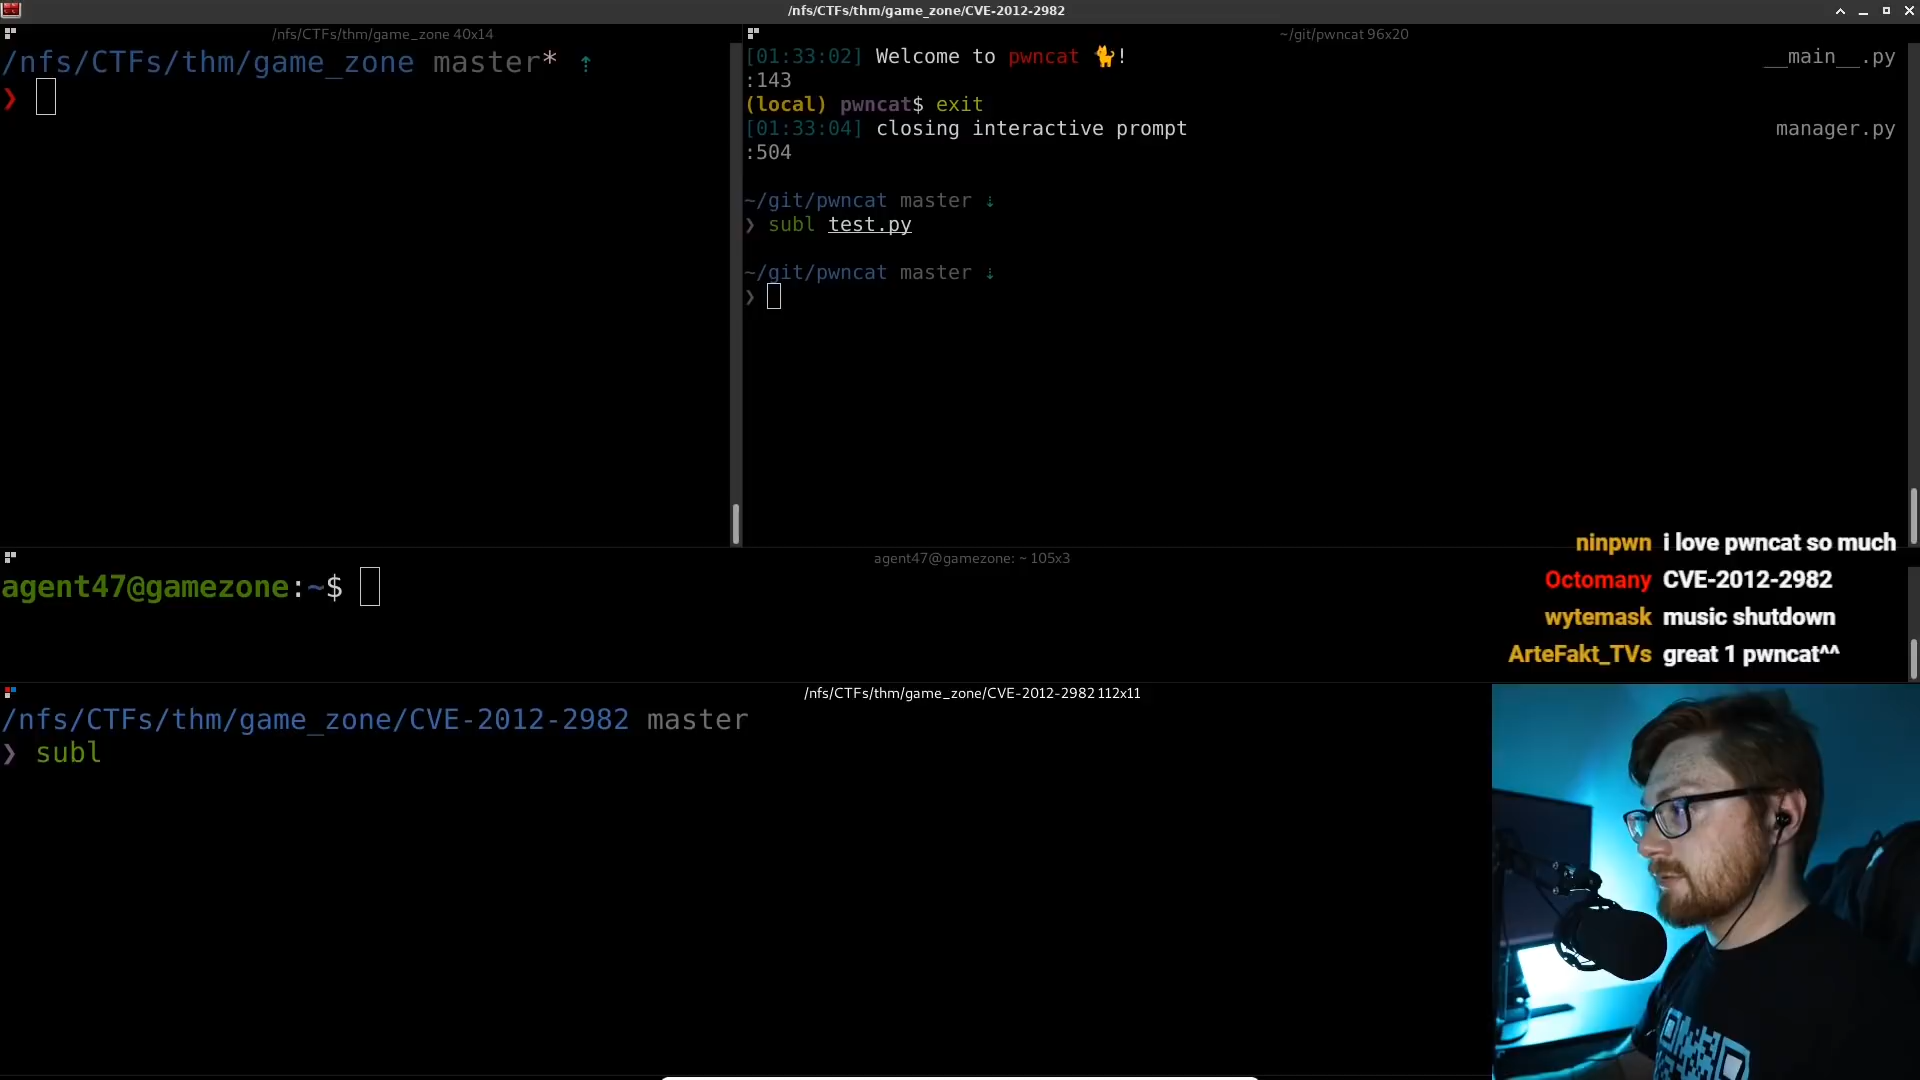 /nfs/CTFs/thm/game_zone/CVE-2012-2982
/nfs/CTFs/thm/game_zone 40x14
/nfs/CTFs/thm/game_zone master* ⇡
❯
~/git/pwncat 96x20
[01:33:02] Welcome to pwncat 🐈! __main__.py
:143
(local) pwncat$ exit
[01:33:04] closing interactive prompt manager.py
:504
~/git/pwncat master ⇣
❯ subl test.py
~/git/pwncat master ⇣
❯
ninpwn i love pwncat so much
Octomany CVE-2012-2982
wytemask music shutdown
ArteFakt_TVs great 1 pwncat^^
agent47@gamezone: ~ 105x3
agent47@gamezone:~$
/nfs/CTFs/thm/game_zone/CVE-2012-2982 112x11
/nfs/CTFs/thm/game_zone/CVE-2012-2982 master
❯ subl